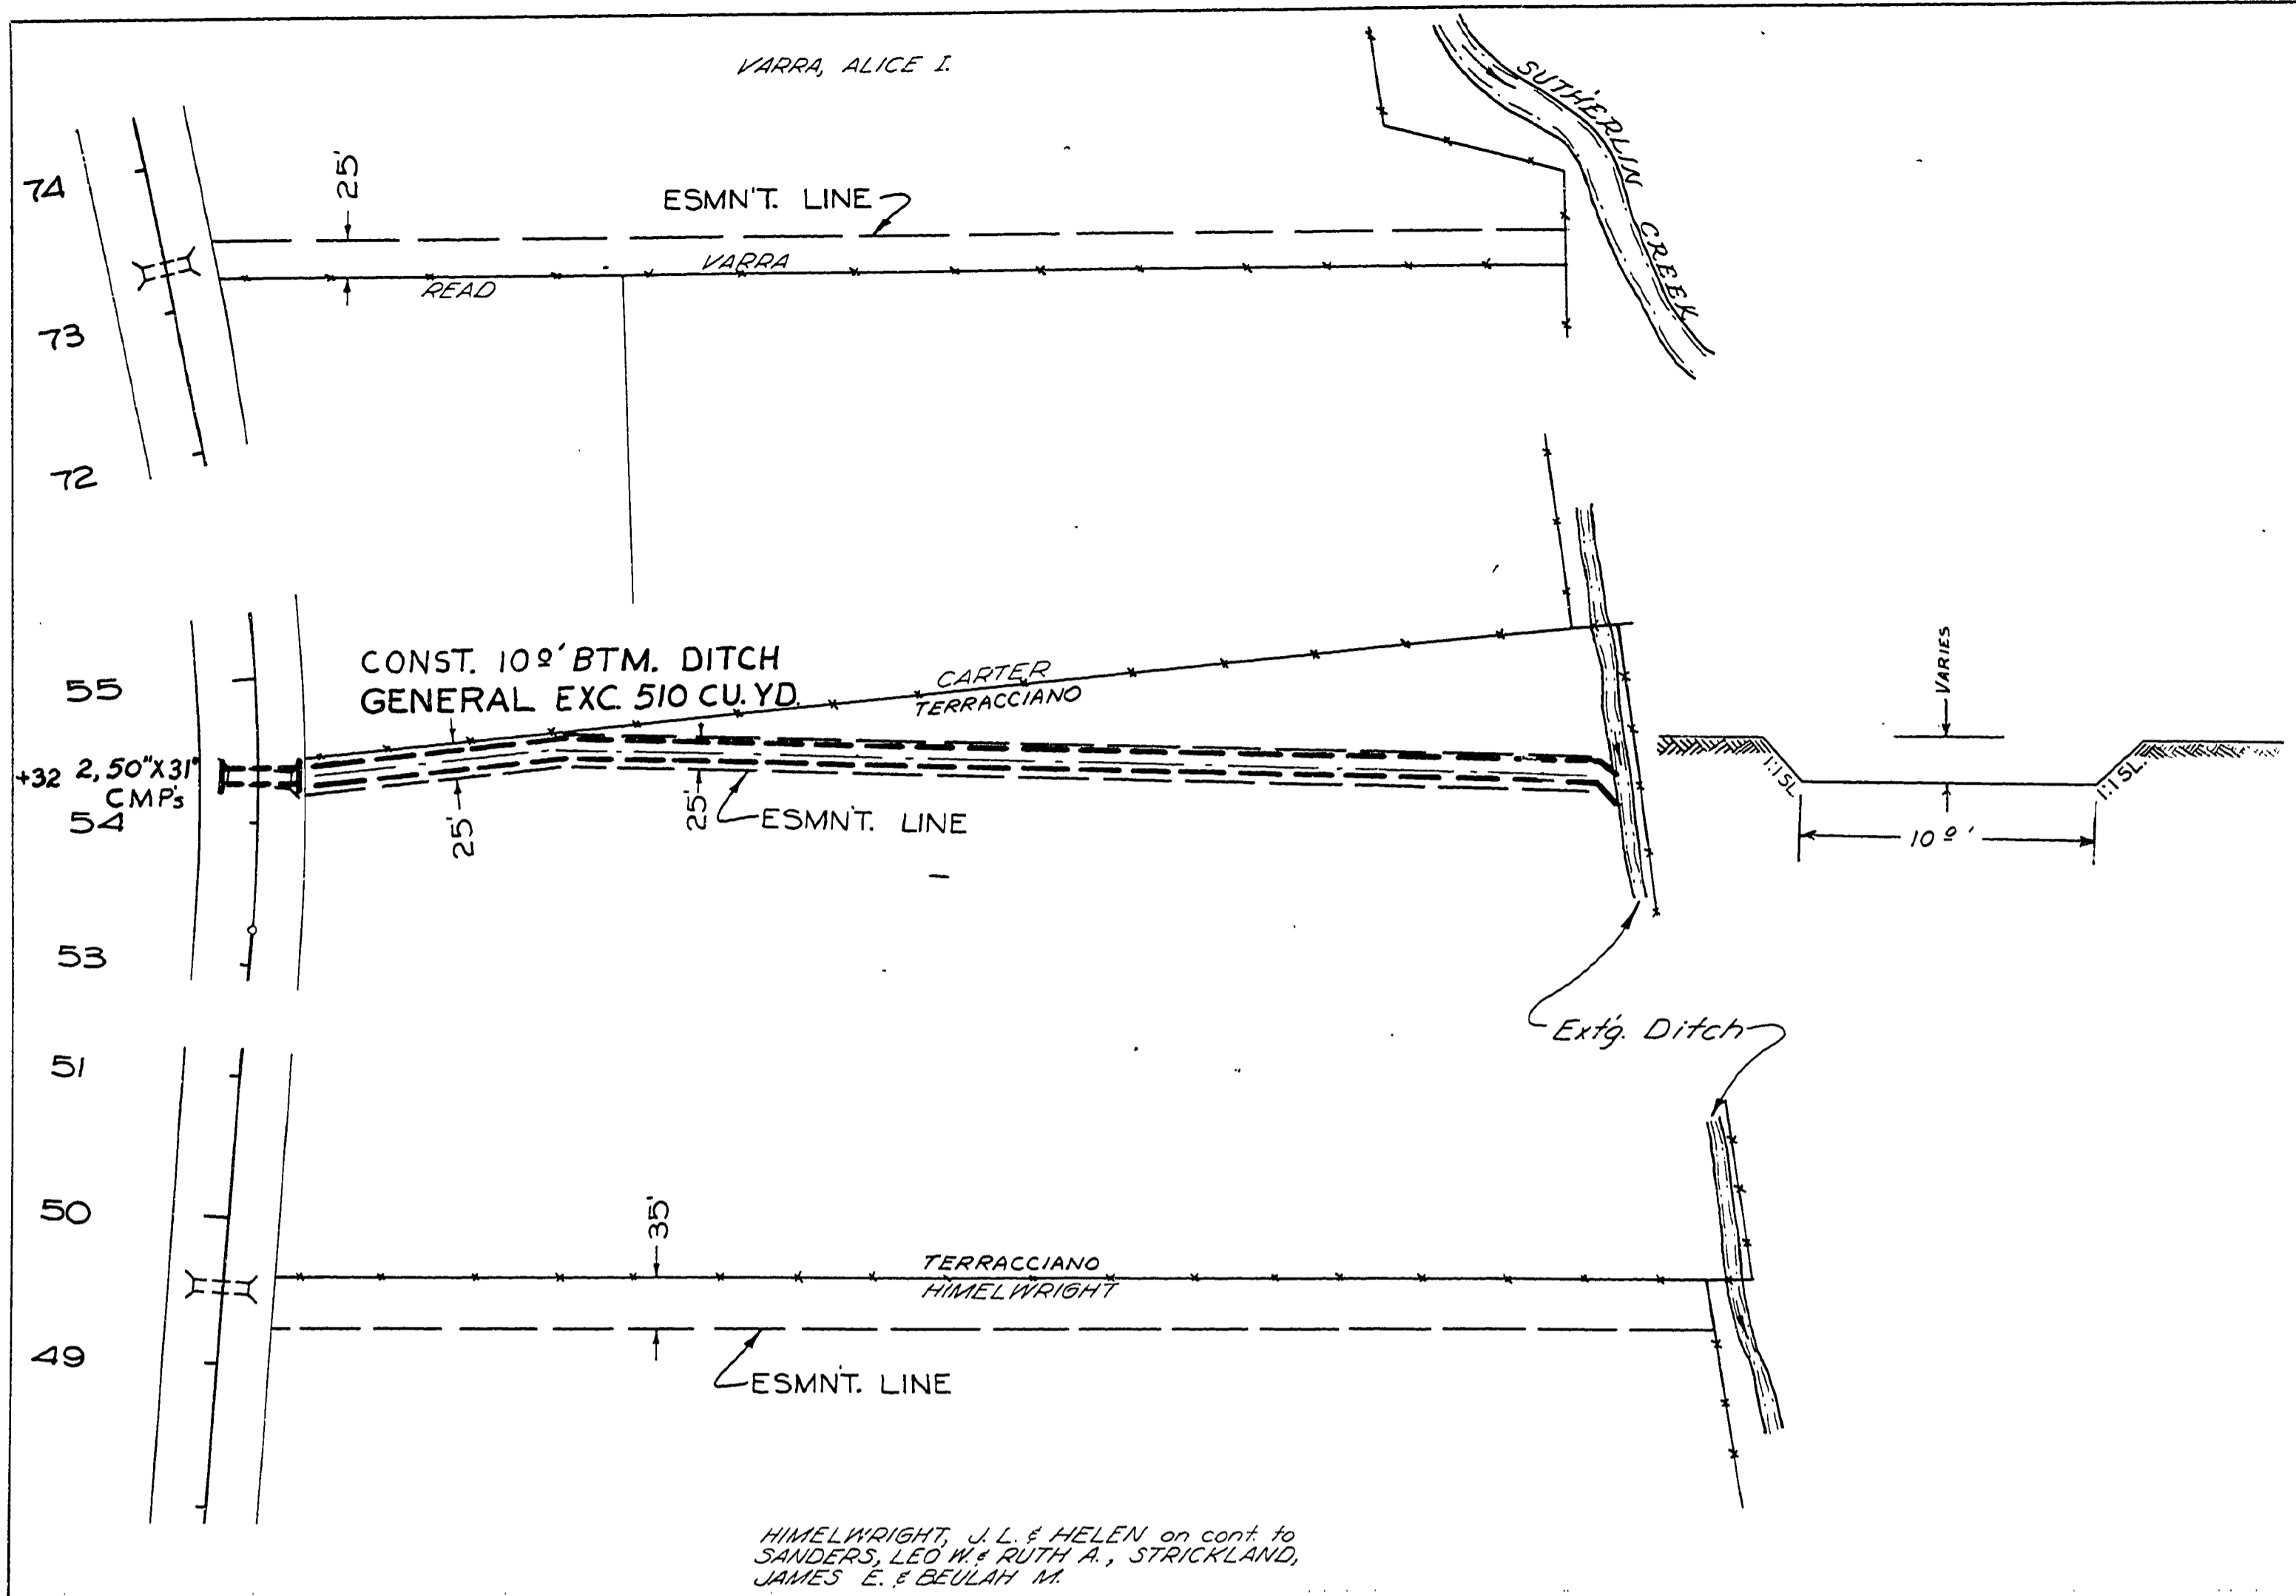 VARRA, ALICE I.
SUTHERLIN CREEK
74
25'
ESMN'T. LINE
VARRA
READ
73
72
CONST. 10º' BTM. DITCH
GENERAL EXC. 510 CU. YD.
CARTER
TERRACCIANO
55
+32 2, 50"X31"
CMP's
54
25'
25'
ESMN'T. LINE
VARIES
1:1 SL
1:1 SL.
10º'
53
Ext'g. Ditch
51
50
35'
TERRACCIANO
HIMELWRIGHT
49
ESMN'T. LINE
HIMELWRIGHT, J. L. & HELEN on cont. to
SANDERS, LEO W. & RUTH A., STRICKLAND,
JAMES E. & BEULAH M.